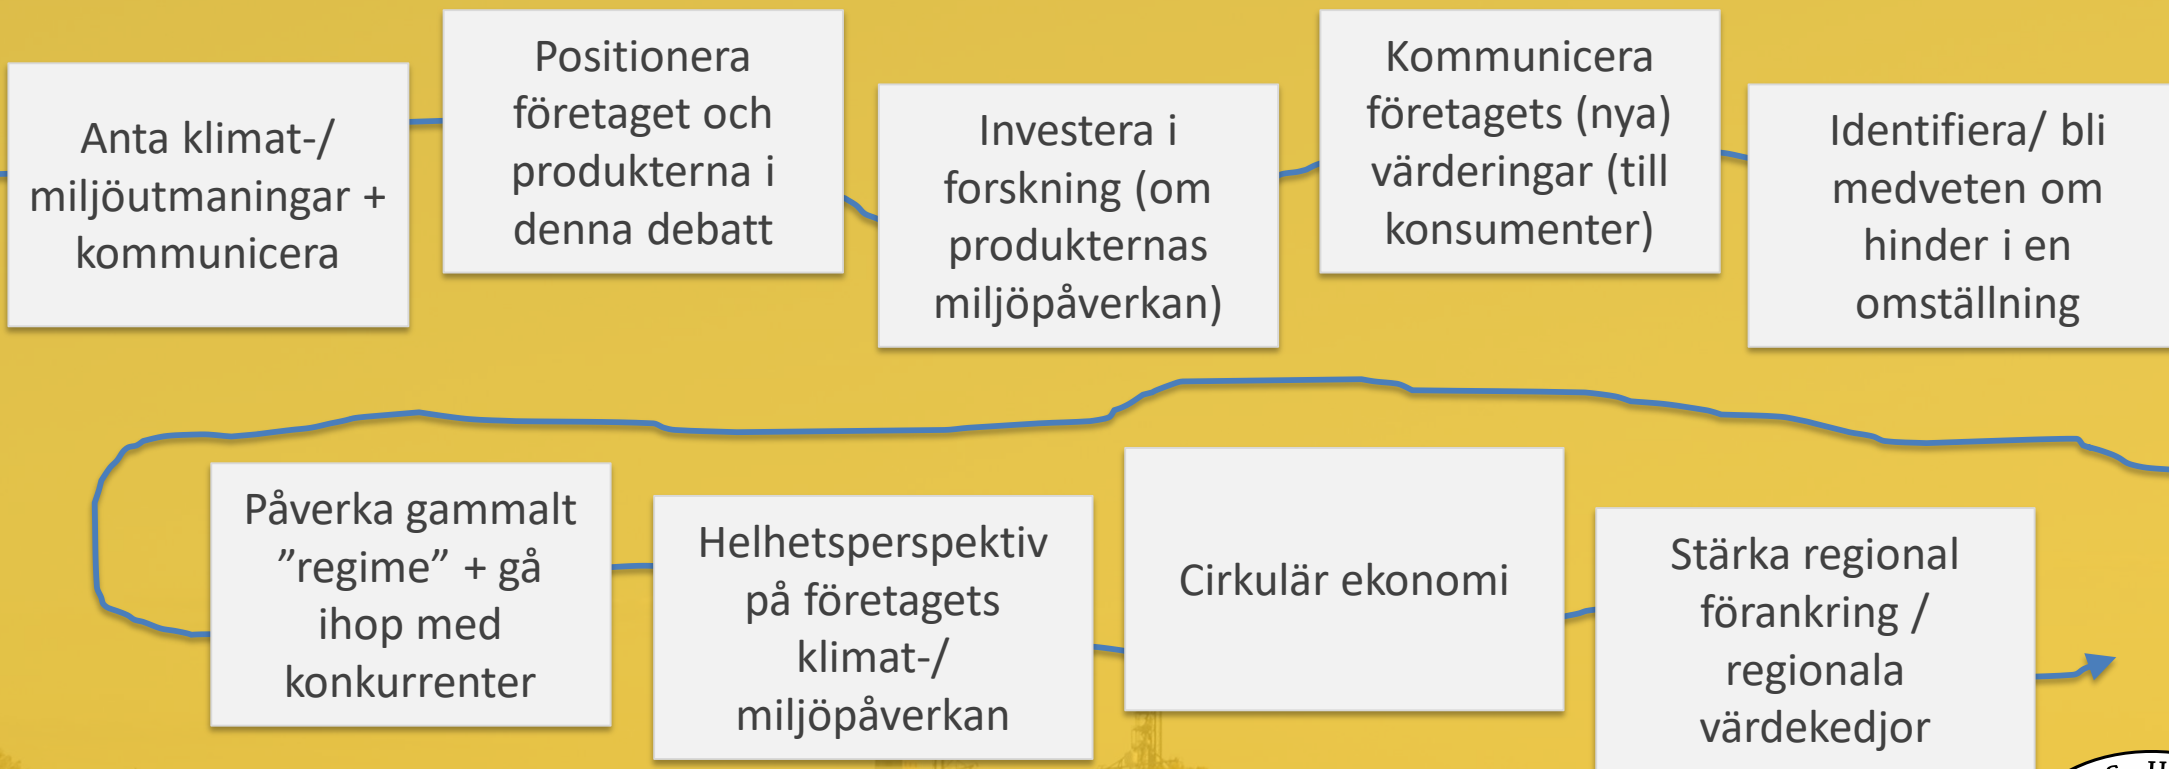 Anta klimat-/
miljöutmaningar +
kommunicera
Positionera
företaget och
produkterna i
denna debatt
Investera i
forskning (om
produkternas
miljöpåverkan)
Kommunicera
företagets (nya)
värderingar (till
konsumenter)
Identifiera/ bli
medveten om
hinder i en
omställning
Påverka gammalt
”regime” + gå
ihop med
konkurrenter
Helhetsperspektiv
på företagets
klimat-/
miljöpåverkan
Cirkulär ekonomi
Stärka regional
förankring /
regionala
värdekedjor